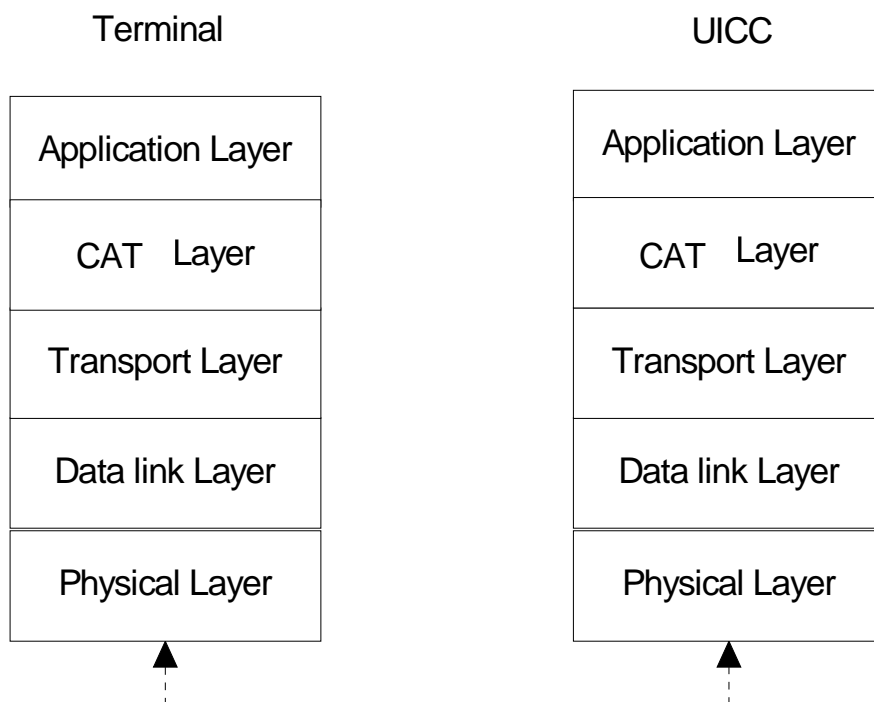 Terminal
UICC
Application Layer
Application Layer
CAT Layer
CAT Layer
Transport Layer
Transport Layer
Data link Layer
Data link Layer
Physical Layer
Physical Layer